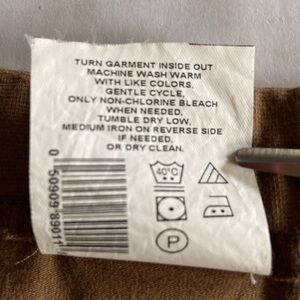 TURN GARMENT INSIDE OUT
MACHINE WASH WARM
WITH LIKE COLORS,
GENTLE CYCLE,
ONLY NON-CHLORINE BLEACH
WHEN NEEDED,
TUMBLE DRY LOW,
MEDIUM IRON ON REVERSE SIDE
IF NEEDED,
OR DRY CLEAN.
40°C
P